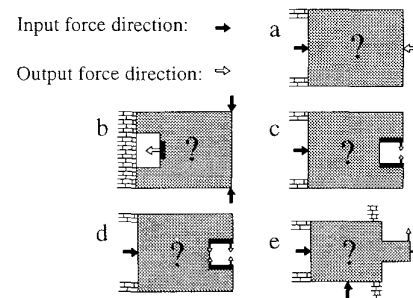 Input force direction:
Output force direction:
a
?
b
?
c
?
d
?
e
?